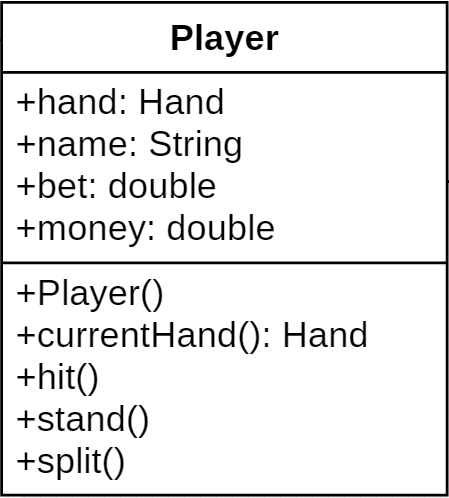 Player
+hand: Hand
+name: String
+bet: double
+money: double
+Player()
+currentHand(): Hand
+hit()
+stand()
+split()